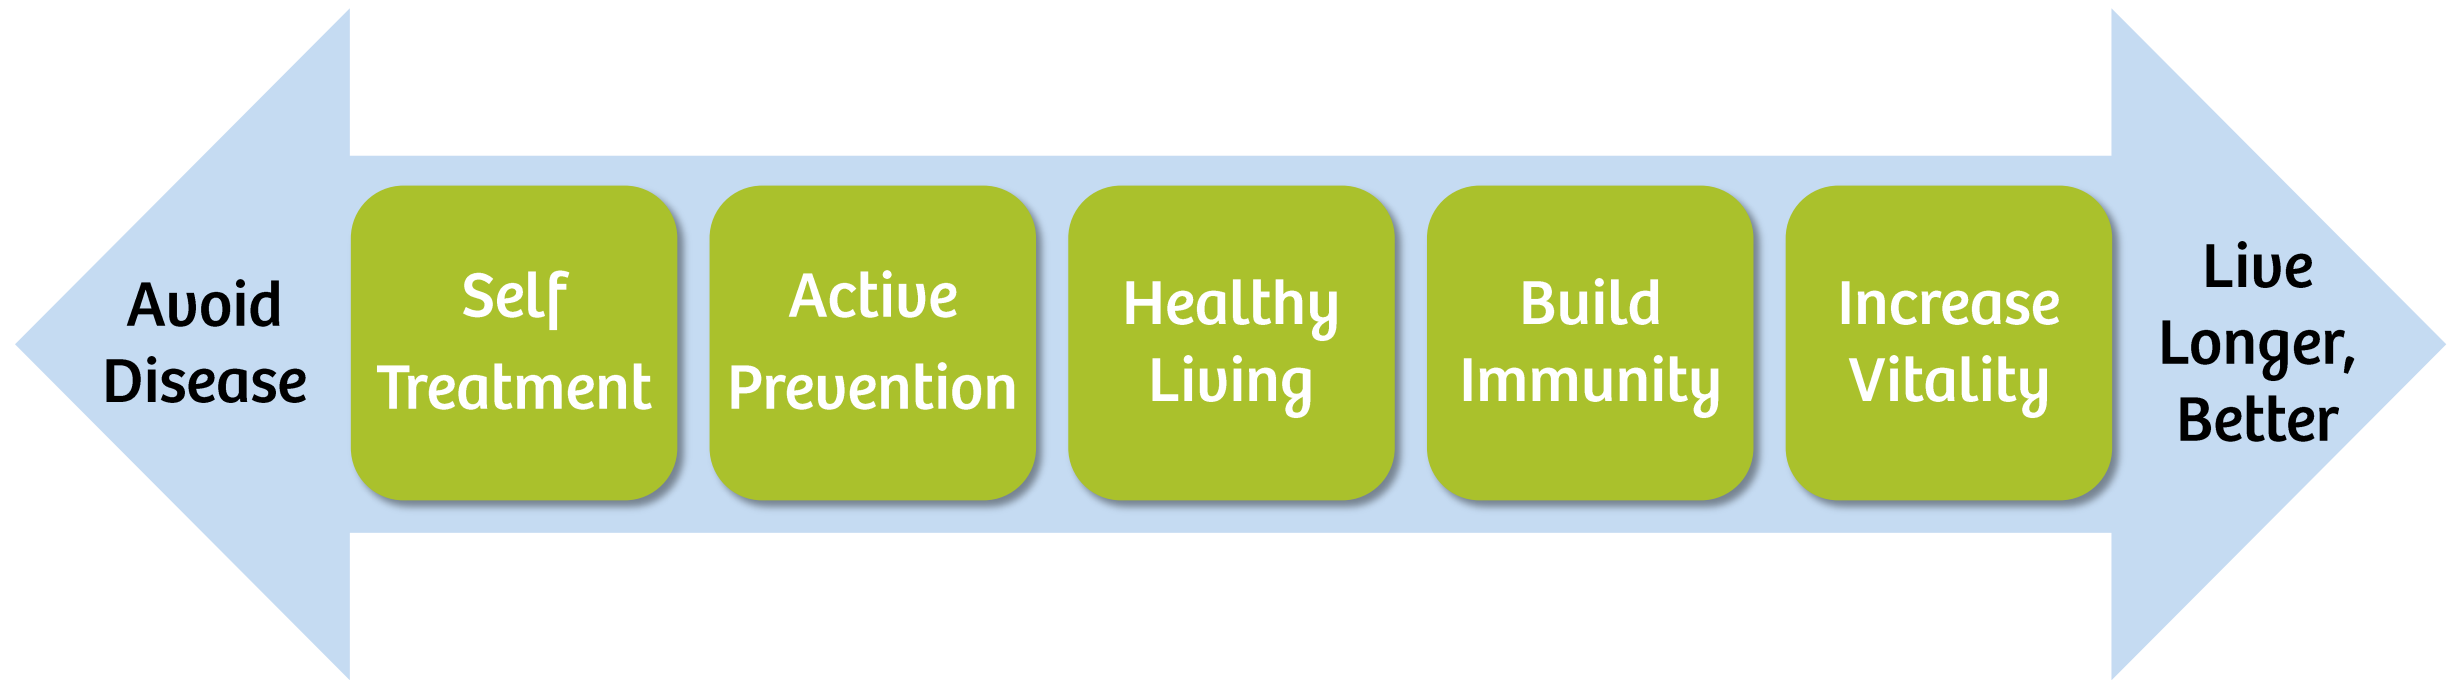 Avoid
Disease
Self
Treatment
Active
Prevention
Healthy
Living
Build
Immunity
Increase
Vitality
Live
Longer,
Better